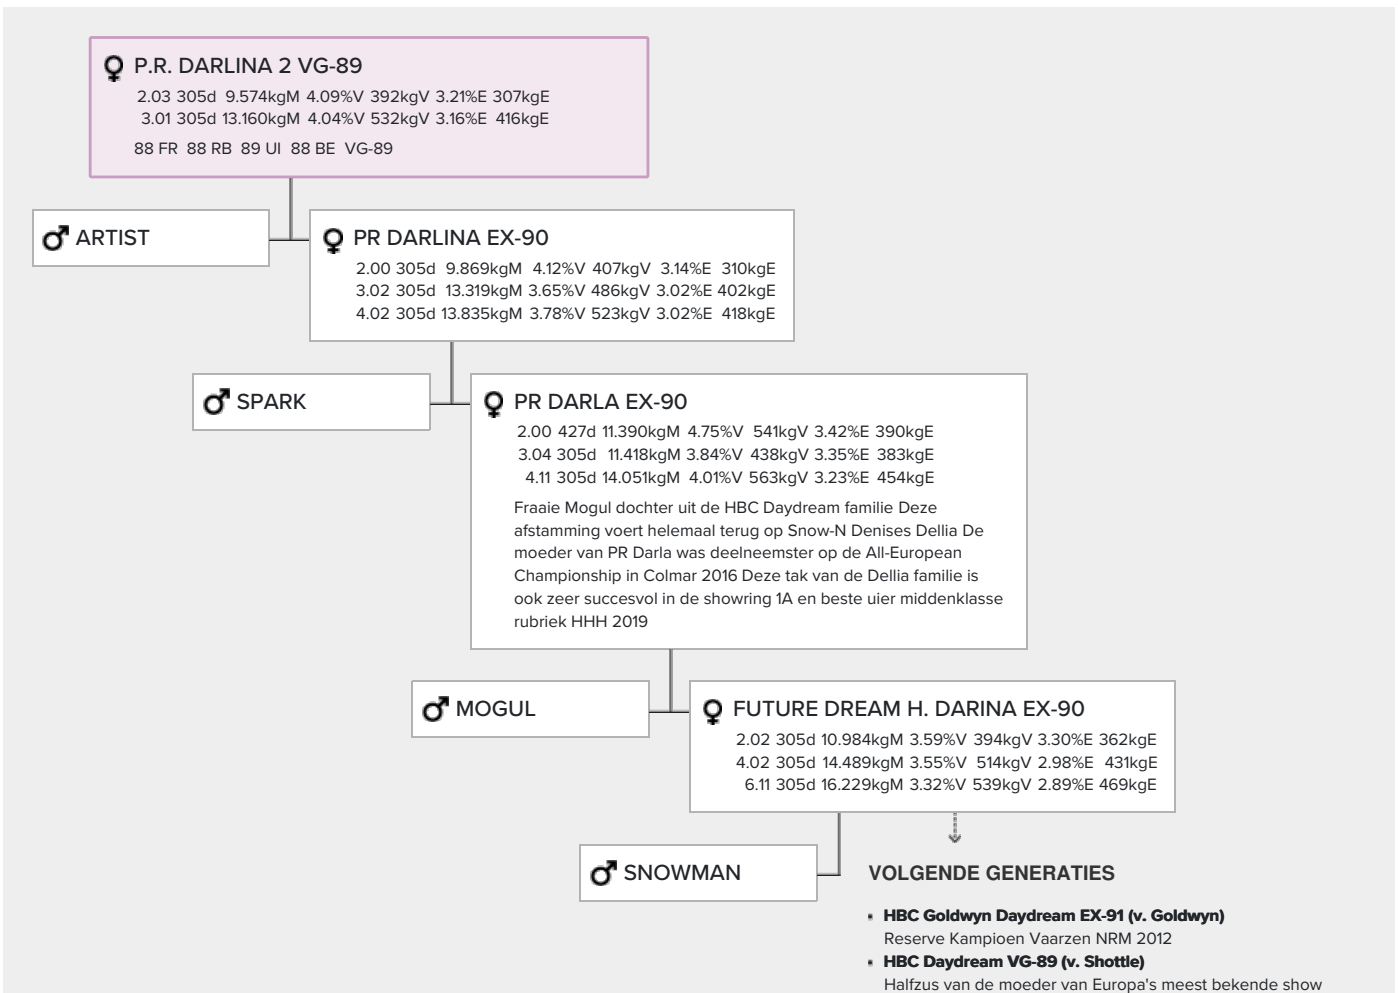 P.R. DARLINA 2 VG-89
2.03 305d 9.574kgM 4.09%V 392kgV 3.21%E 307kgE
3.01 305d 13.160kgM 4.04%V 532kgV 3.16%E 416kgE
88 FR 88 RB 89 UI 88 BE VG-89
ARTIST
PR DARLINA EX-90
2.00 305d 9.869kgM 4.12%V 407kgV 3.14%E 310kgE
3.02 305d 13.319kgM 3.65%V 486kgV 3.02%E 402kgE
4.02 305d 13.835kgM 3.78%V 523kgV 3.02%E 418kgE
SPARK
PR DARLA EX-90
2.00 427d 11.390kgM 4.75%V 541kgV 3.42%E 390kgE
3.04 305d 11.418kgM 3.84%V 438kgV 3.35%E 383kgE
4.11 305d 14.051kgM 4.01%V 563kgV 3.23%E 454kgE
Fraaie Mogul dochter uit de HBC Daydream familie Deze
afstamming voert helemaal terug op Snow-N Denises Dellia De
moeder van PR Darla was deelneemster op de All-European
Championship in Colmar 2016 Deze tak van de Dellia familie is
ook zeer succesvol in de showring 1A en beste uier middenklasse
rubriek HHH 2019
MOGUL
FUTURE DREAM H. DARINA EX-90
2.02 305d 10.984kgM 3.59%V 394kgV 3.30%E 362kgE
4.02 305d 14.489kgM 3.55%V 514kgV 2.98%E 431kgE
6.11 305d 16.229kgM 3.32%V 539kgV 2.89%E 469kgE
SNOWMAN
VOLGENDE GENERATIES
HBC Goldwyn Daydream EX-91 (v. Goldwyn)
Reserve Kampioen Vaarzen NRM 2012
HBC Daydream VG-89 (v. Shottle)
Halfzus van de moeder van Europa's meest bekende show